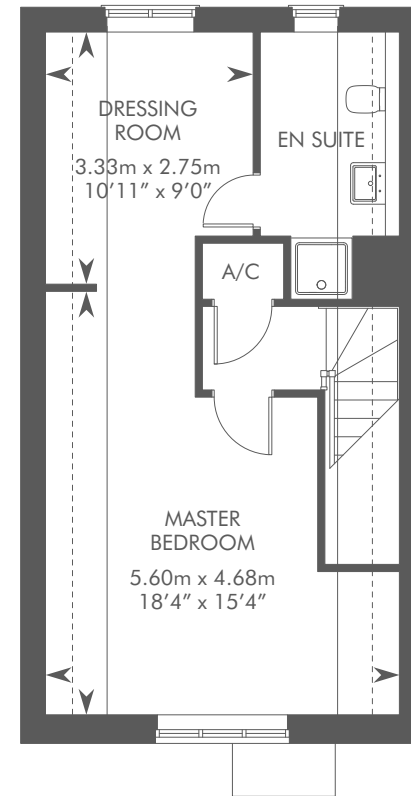 DRESSING
ROOM
3.33m x 2.75m
10’11” x 9’0”
EN SUITE
A/C
MASTER
BEDROOM
5.60m x 4.68m
18’4” x 15’4”